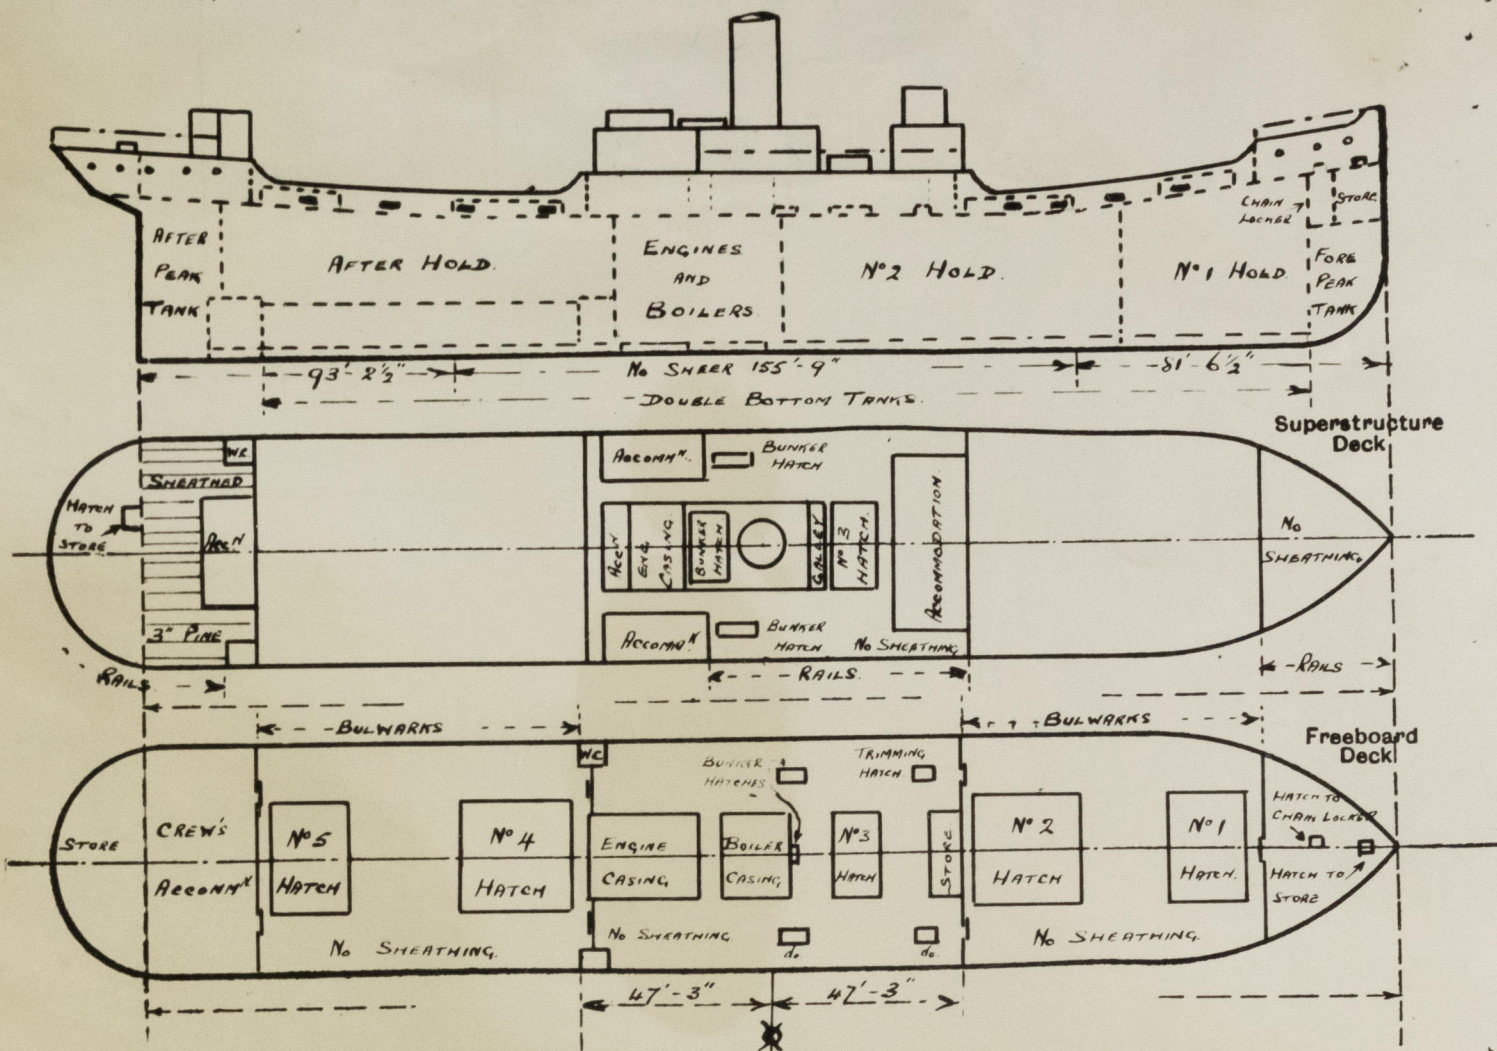 AFTER
PEAK
TANK
AFTER HOLD.
ENGINES
AND
BOILERS.
Nº2 HOLD.
Nº1 HOLD.
CHAIN
LOCKER
STORE
FORE
PEAK
TANK
93'-2½"
No SHEER 155'-9"
81'-6½"
DOUBLE BOTTOM TANKS.
Superstructure
Deck
W.C.
SHEATHED
HATCH
TO
STORE
ACCN
3" PINE
ACCOMMN.
BUNKER
HATCH
ACCN
ENG.
CASING.
BUNKER
HATCH
GALLEY
Nº3
HATCH.
ACCOMMODATION
No
SHEATHING.
ACCOMMN
BUNKER
HATCH
No SHEATHING
RAILS
RAILS.
RAILS
BULWARKS
BULWARKS
Freeboard
Deck
STORE
CREW'S
ACCOMMN
Nº5
HATCH
Nº4
HATCH
No SHEATHING.
W.C.
ENGINE
CASING
BUNKER
HATCHES
BOILER
CASING
TRIMMING
HATCH.
Nº3
HATCH
STORE
No SHEATHING.
do.
do.
Nº2
HATCH
Nº1
HATCH.
No SHEATHING.
HATCH TO
CHAIN LOCKER
HATCH TO
STORE
47'-3"
47'-3"